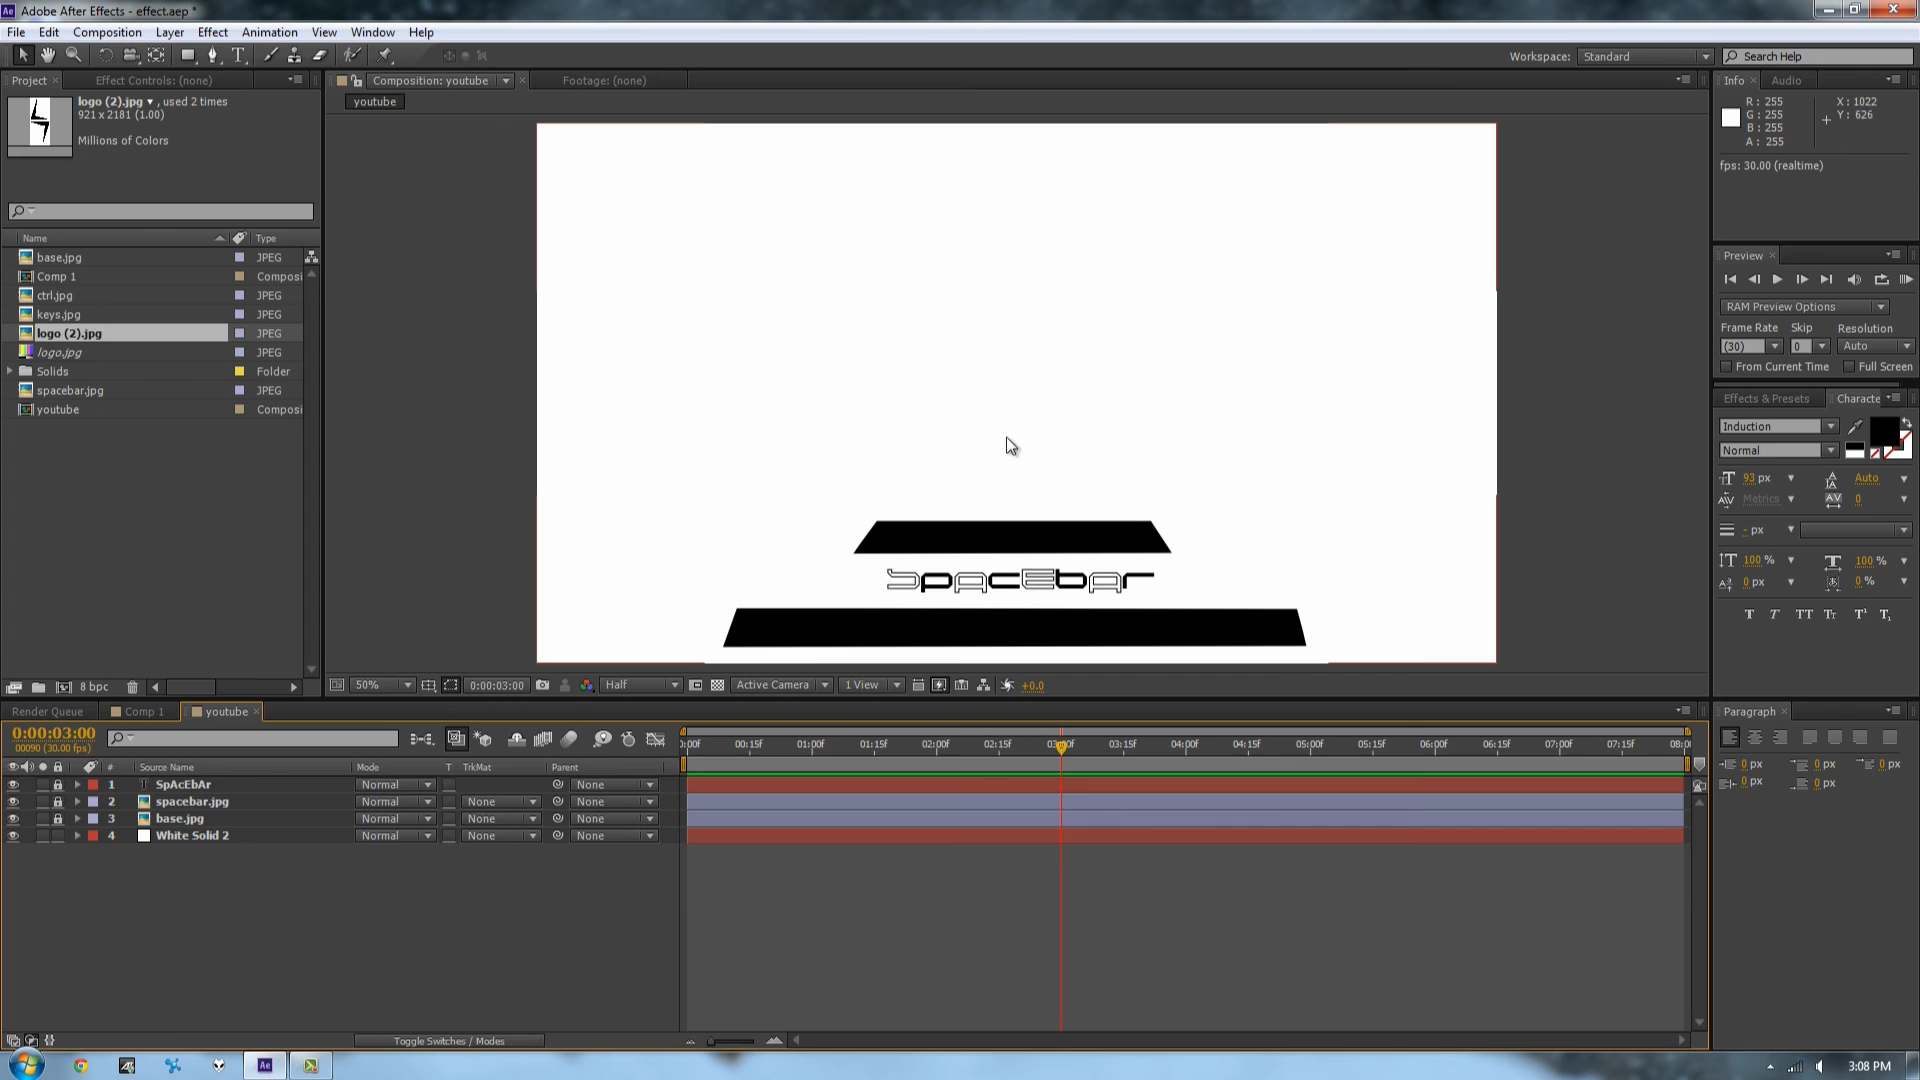 Adobe After Effects - effect.aep *
File Edit Composition Layer Effect Animation View Window Help
Workspace: Standard Search Help
Project Effect Controls: (none) Composition: youtube Footage: (none) Info Audio
youtube
logo (2).jpg , used 2 times
921 x 2181 (1.00)
Millions of Colors
R : 255 X : 1022
G : 255 Y : 626
B : 255
A : 255
fps: 30.00 (realtime)
Name Type
base.jpg JPEG
Comp 1 Composi
ctrl.jpg JPEG
keys.jpg JPEG
logo (2).jpg JPEG
logo.jpg JPEG
Solids Folder
spacebar.jpg JPEG
youtube Composi
SpAcEbAr
Preview
RAM Preview Options
Frame Rate Skip Resolution
(30) 0 Auto
From Current Time Full Screen
Effects & Presets Characte
Induction
Normal
93 px Auto
Metrics 0
- px
100 % 100 %
0 px 0 %
T T TT Tr T¹ T₁
8 bpc
50% 0:00:03:00 Half Active Camera 1 View +0.0
Render Queue Comp 1 youtube Paragraph
0:00:03:00
00090 (30.00 fps)
0:00f 00:15f 01:00f 01:15f 02:00f 02:15f 03:00f 03:15f 04:00f 04:15f 05:00f 05:15f 06:00f 06:15f 07:00f 07:15f 08:0
# Source Name Mode T TrkMat Parent
1 T SpAcEbAr Normal None
2 spacebar.jpg Normal None None
3 base.jpg Normal None None
4 White Solid 2 Normal None None
0 px 0 px 0 px
0 px 0 px
Toggle Switches / Modes
Ae 3:08 PM